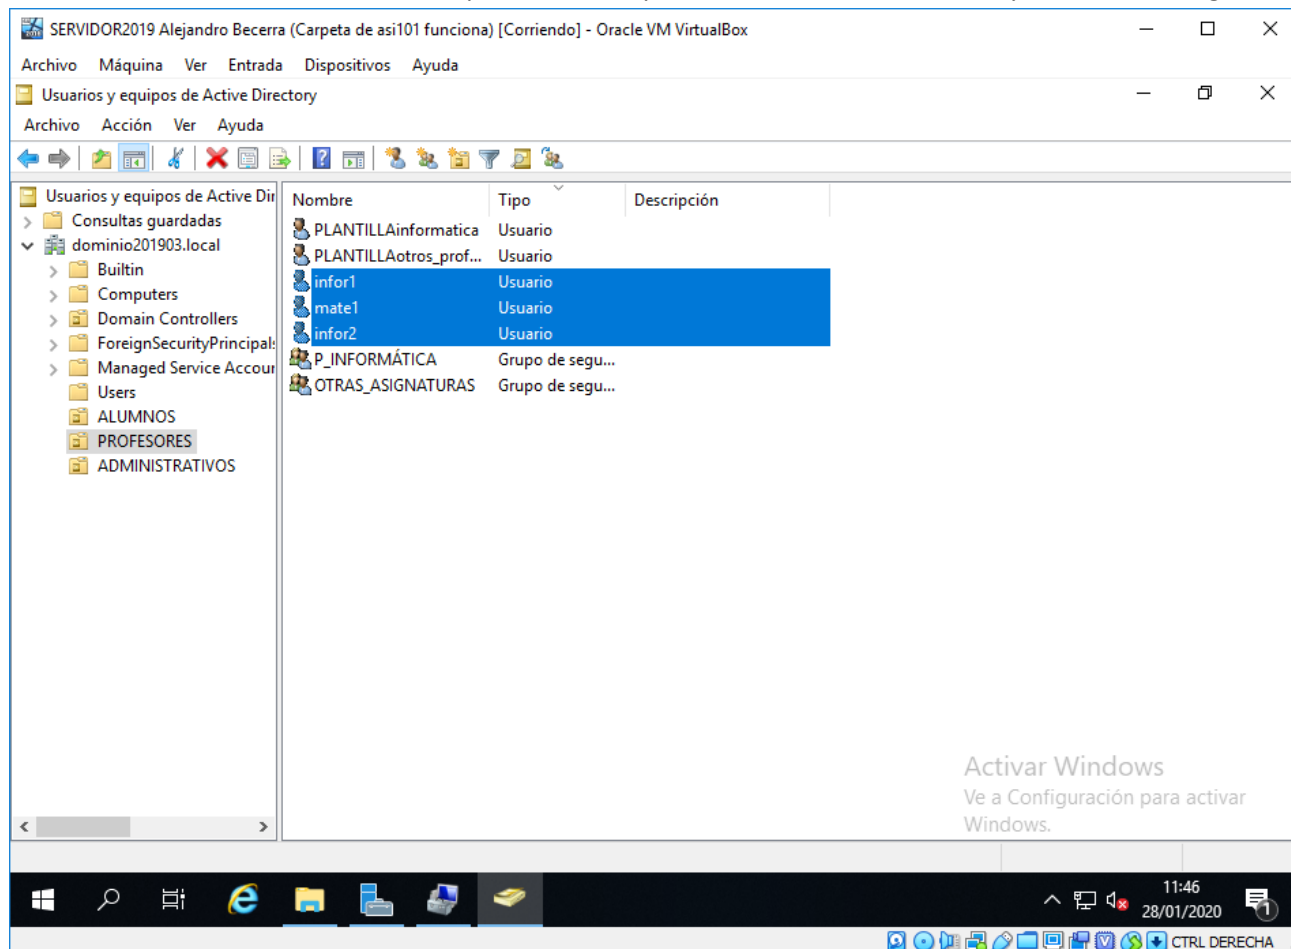 SERVIDOR2019 Alejandro Becerra (Carpeta de asi101 funciona) [Corriendo] - Oracle VM VirtualBox
Archivo Máquina Ver Entrada Dispositivos Ayuda
Usuarios y equipos de Active Directory
Archivo Acción Ver Ayuda
Usuarios y equipos de Active Dir
Consultas guardadas
dominio201903.local
Builtin
Computers
Domain Controllers
ForeignSecurityPrincipals
Managed Service Accour
Users
ALUMNOS
PROFESORES
ADMINISTRATIVOS
Nombre Tipo Descripción
PLANTILLAinformatica Usuario
PLANTILLAotros_prof... Usuario
infor1 Usuario
mate1 Usuario
infor2 Usuario
P_INFORMÁTICA Grupo de segu...
OTRAS_ASIGNATURAS Grupo de segu...
Activar Windows
Ve a Configuración para activar
Windows.
11:46
28/01/2020
1
CTRL DERECHA